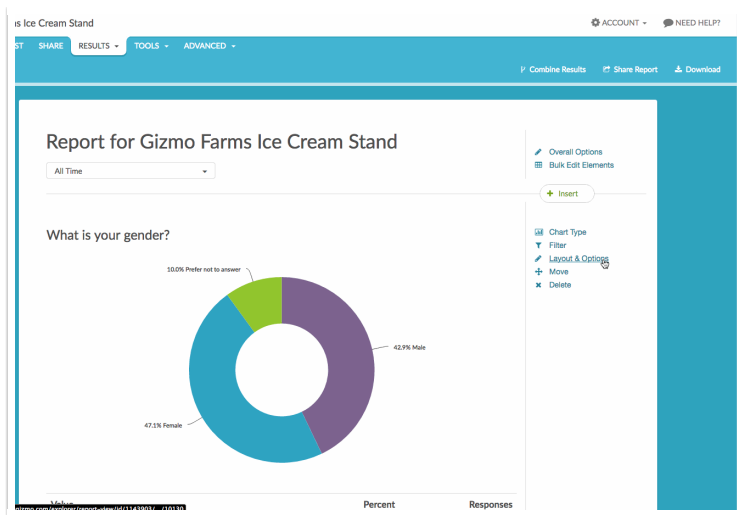 is Ice Cream Stand
ACCOUNT
NEED HELP?
ST SHARE RESULTS TOOLS ADVANCED
Combine Results Share Report Download
Report for Gizmo Farms Ice Cream Stand
All Time
Overall Options
Bulk Edit Elements
+ Insert
What is your gender?
Chart Type
Filter
Layout & Options
Move
Delete
10.0% Prefer not to answer
42.9% Male
47.1% Female
Value Percent Responses